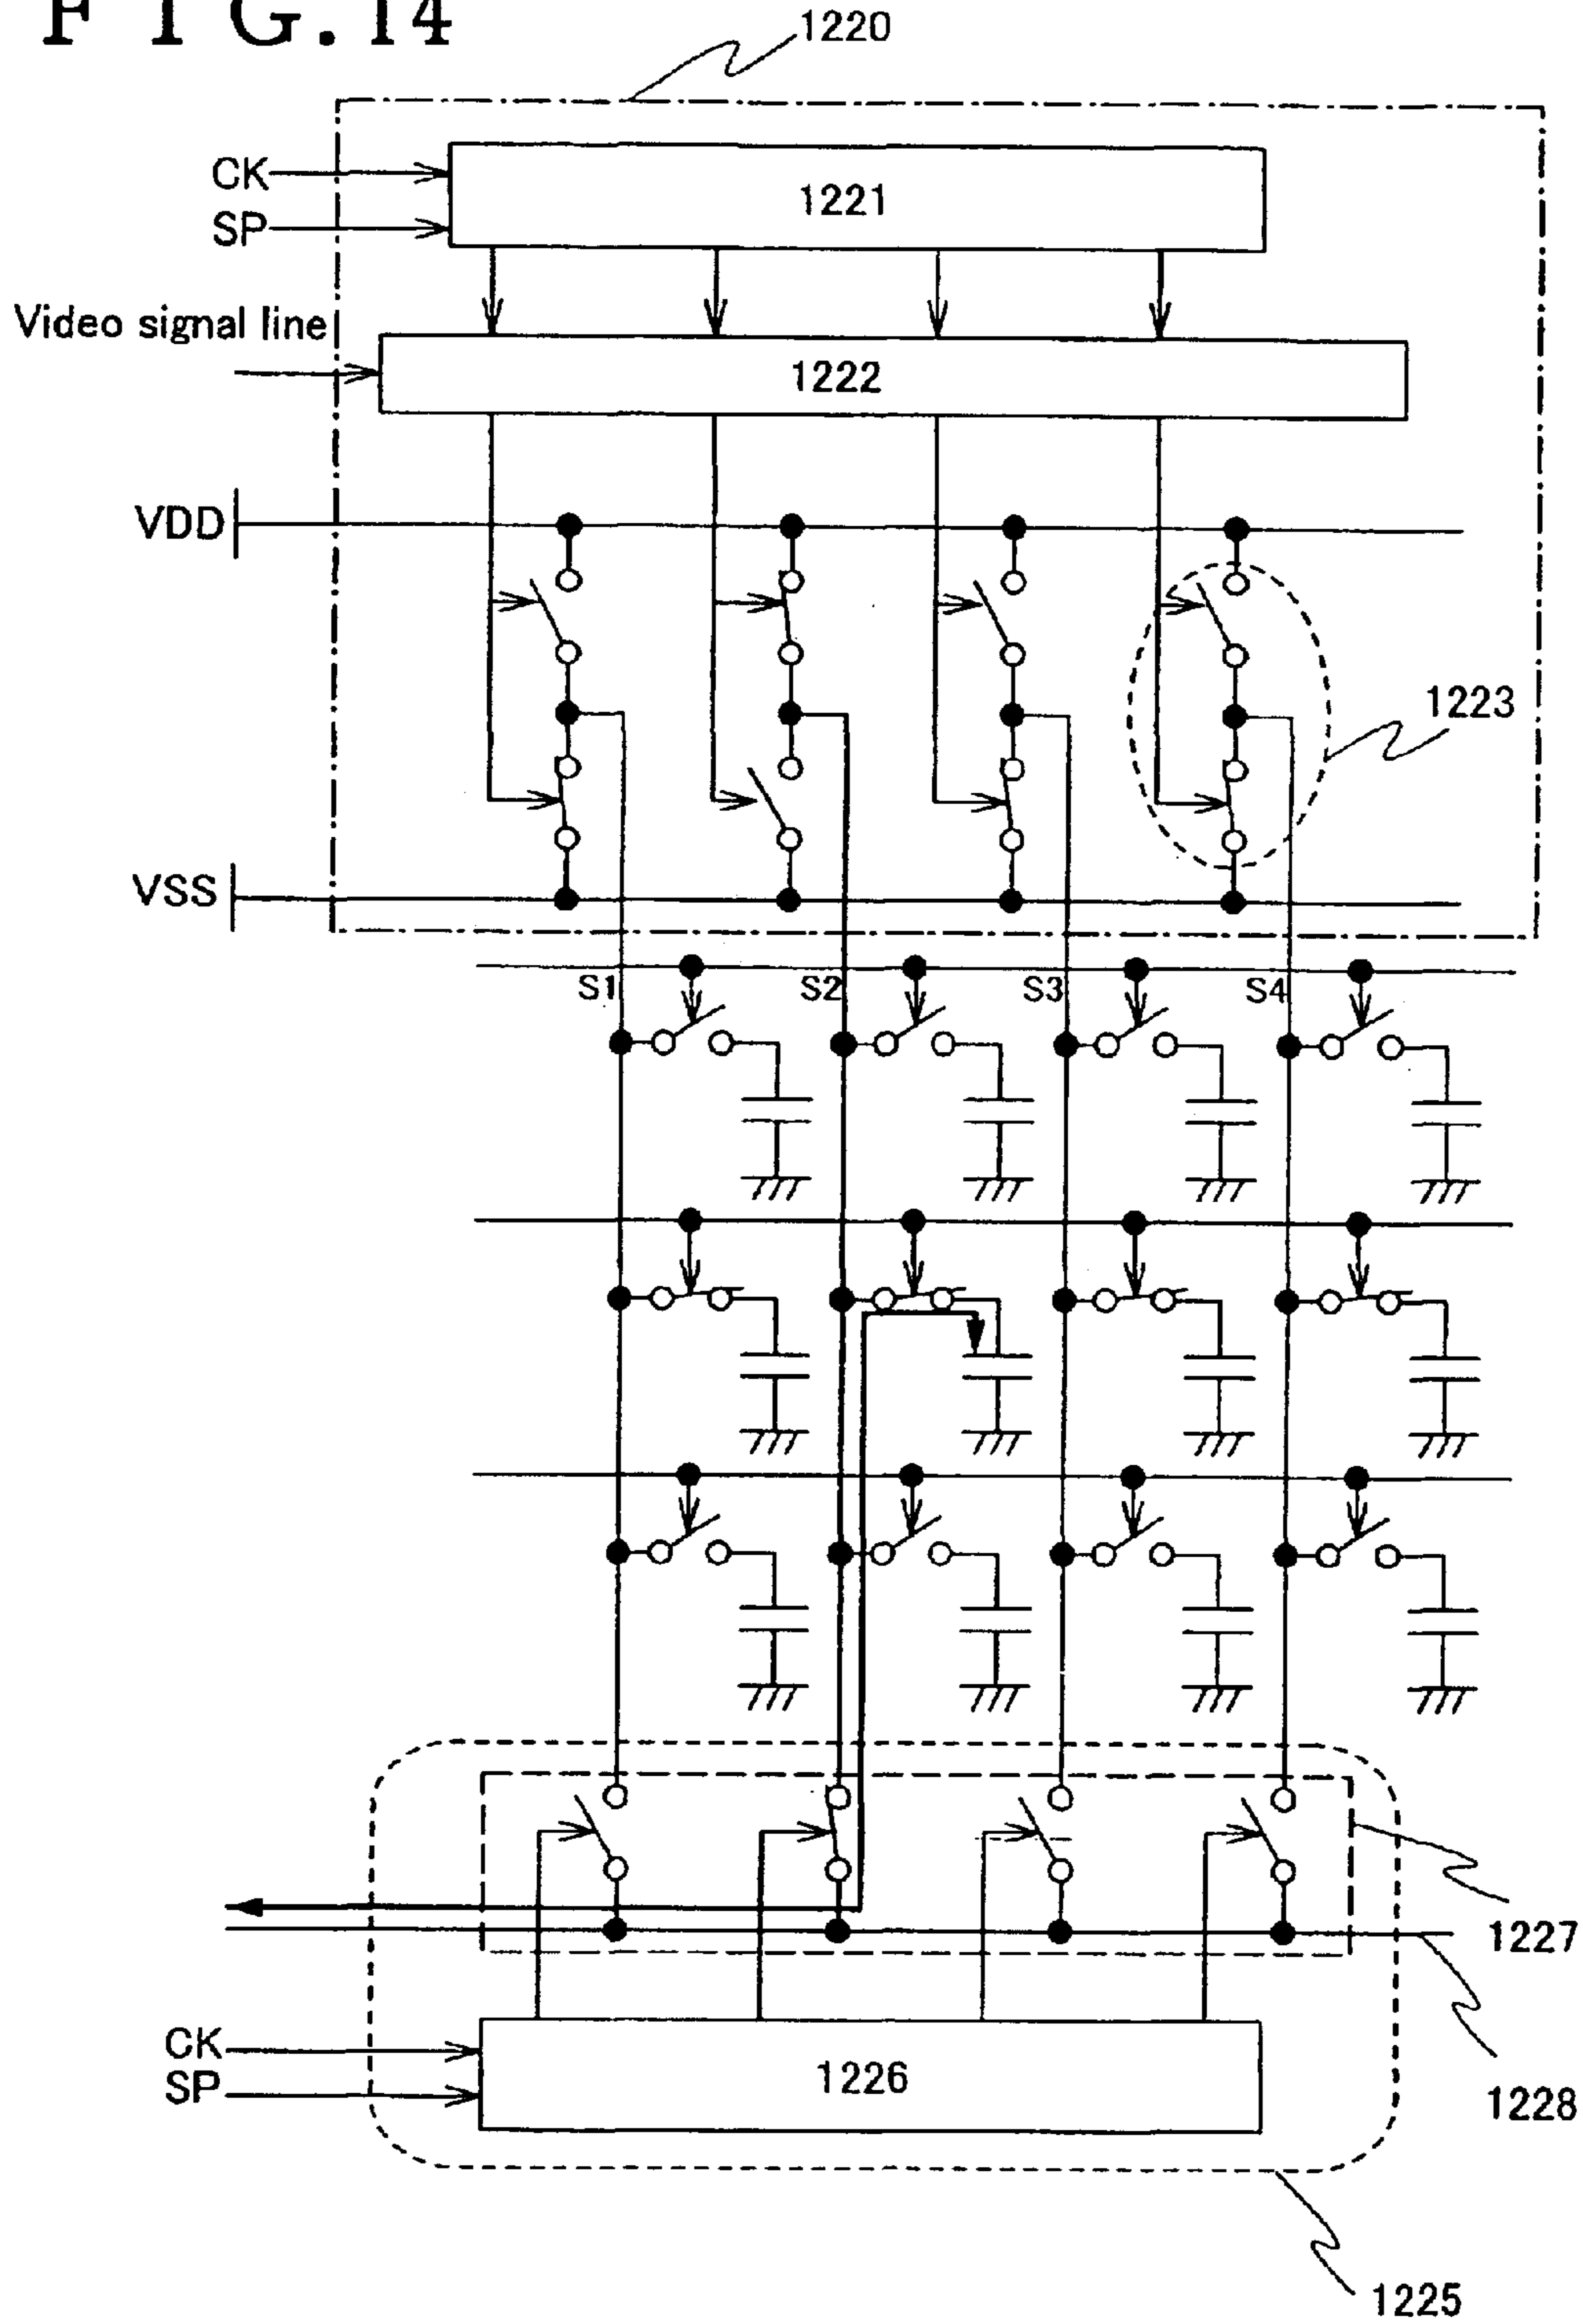 F I G. 14
1220
CK
1221
SP
Video signal line
1222
VDD
1223
VSS
S1
S2
S3
S4
1227
CK
1226
SP
1228
1225